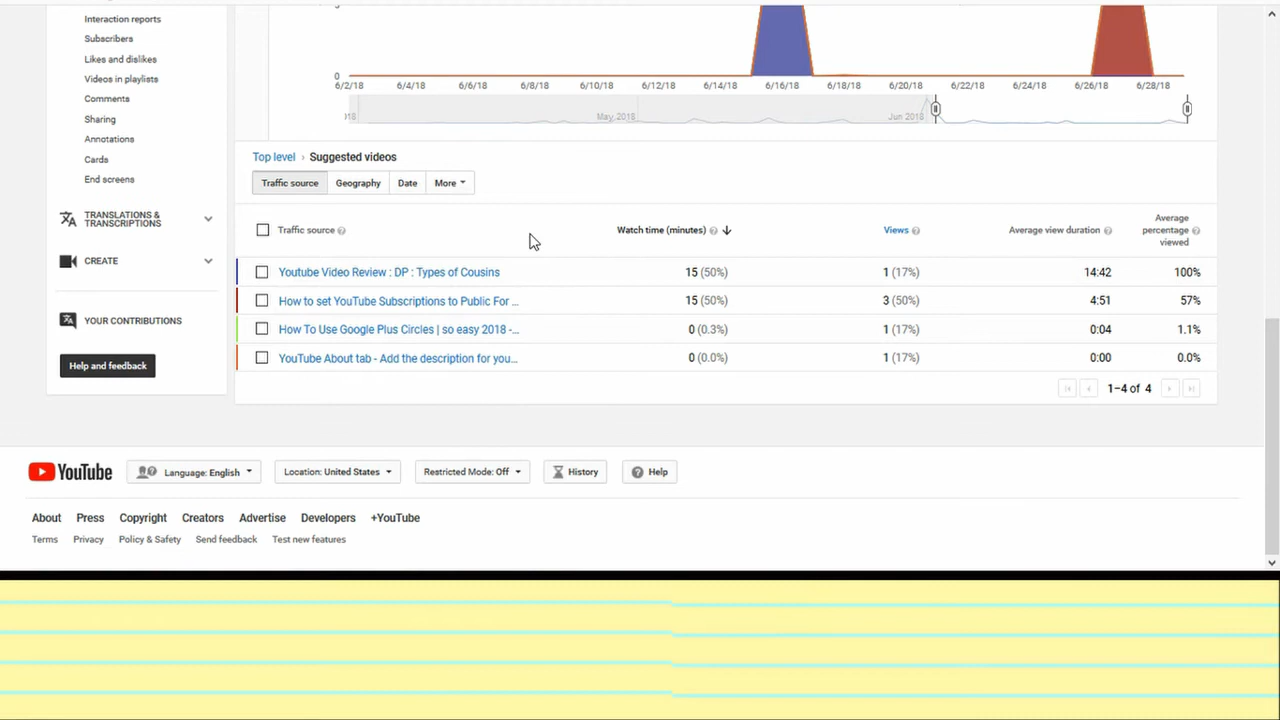 Interaction reports
Subscribers
Likes and dislikes
Videos in playlists
Comments
Sharing
Annotations
Cards
End screens
TRANSLATIONS &
TRANSCRIPTIONS
CREATE
YOUR CONTRIBUTIONS
Help and feedback
0
6/2/18 6/4/18 6/6/18 6/8/18 6/10/18 6/12/18 6/14/18 6/16/18 6/18/18 6/20/18 6/22/18 6/24/18 6/26/18 6/28/18
May, 2018 Jun 2018
Top level › Suggested videos
Traffic source Geography Date More
Traffic source Watch time (minutes) Views Average view duration Average percentage viewed
Youtube Video Review : DP : Types of Cousins 15 (50%) 1 (17%) 14:42 100%
How to set YouTube Subscriptions to Public For ... 15 (50%) 3 (50%) 4:51 57%
How To Use Google Plus Circles | so easy 2018 -... 0 (0.3%) 1 (17%) 0:04 1.1%
YouTube About tab - Add the description for you... 0 (0.0%) 1 (17%) 0:00 0.0%
1–4 of 4
YouTube Language: English Location: United States Restricted Mode: Off History Help
About Press Copyright Creators Advertise Developers +YouTube
Terms Privacy Policy & Safety Send feedback Test new features